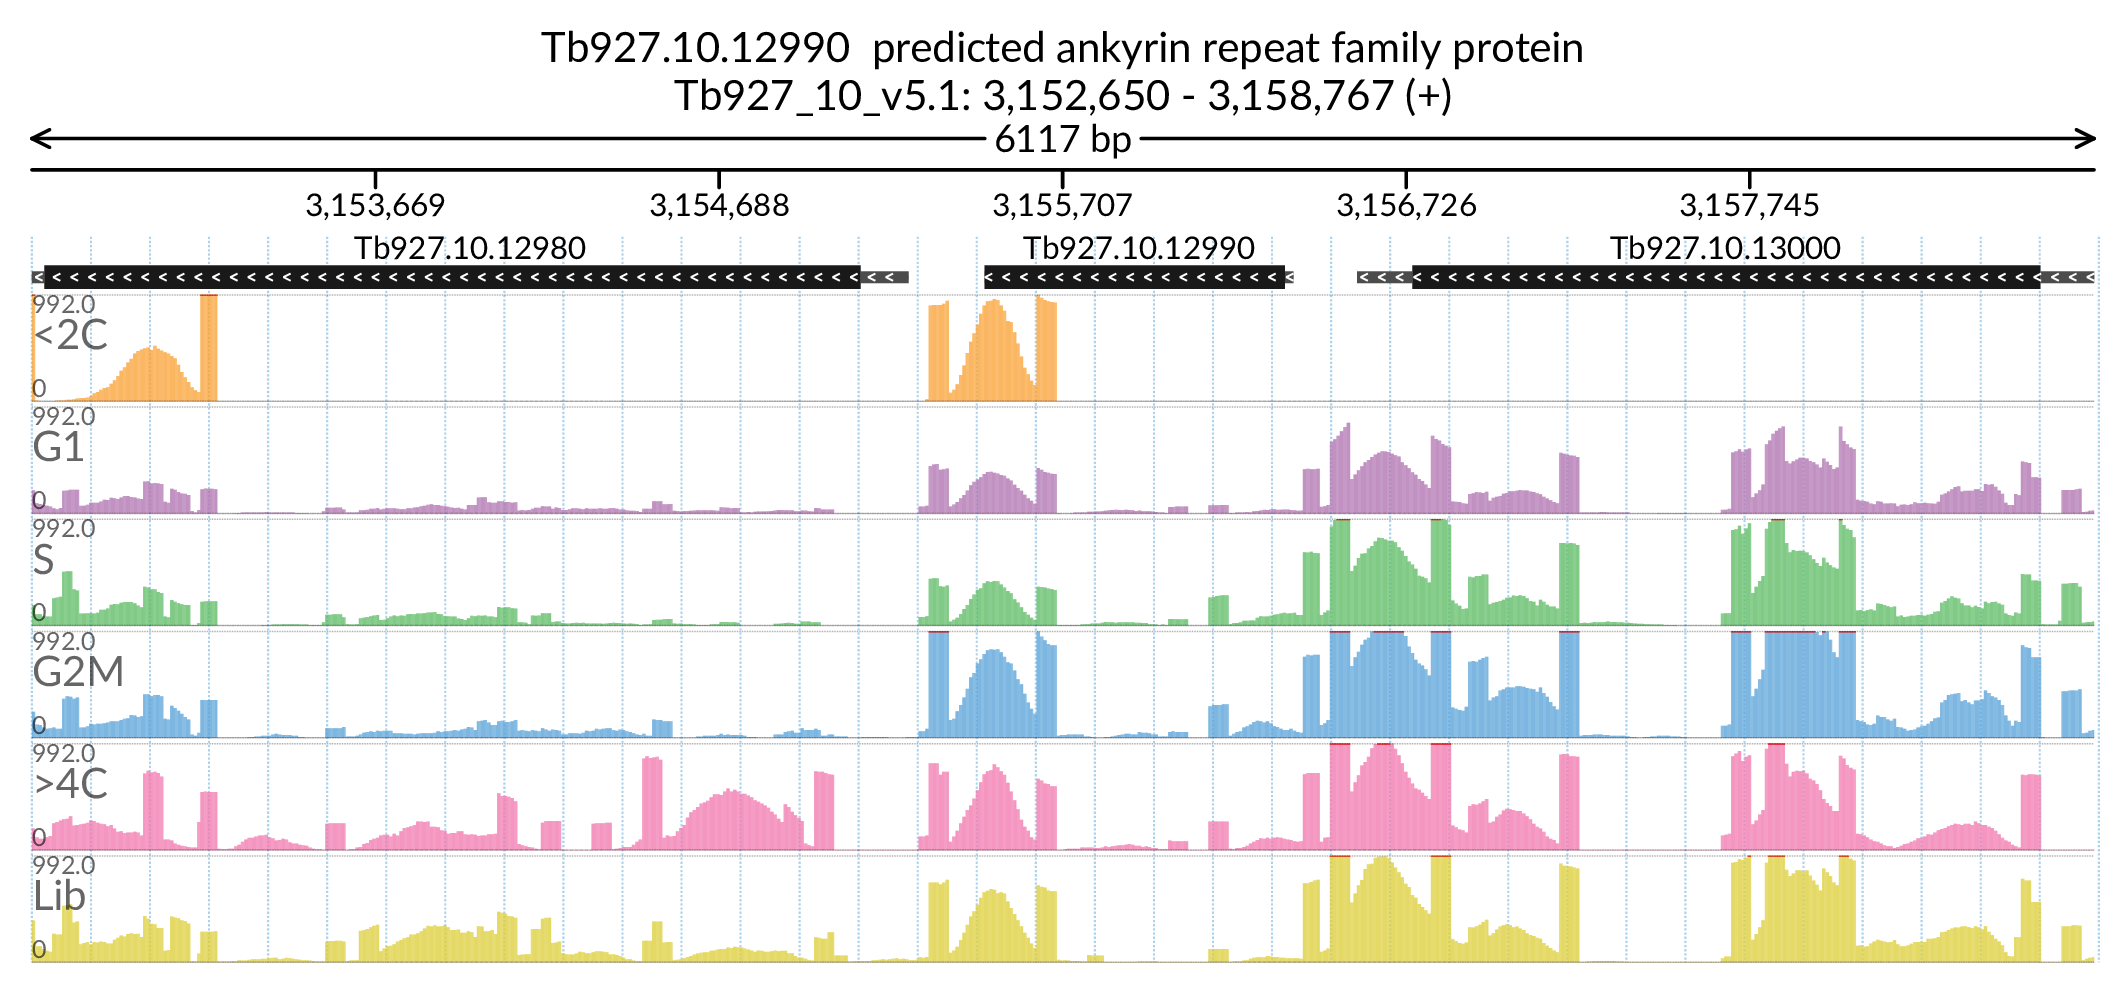 Tb927.10.12990  predicted ankyrin repeat family protein
Tb927_10_v5.1: 3,152,650 - 3,158,767 (+)
6117 bp
3,153,669 3,154,688 3,155,707 3,156,726 3,157,745
Tb927.10.12980 Tb927.10.12990 Tb927.10.13000
992.0
<2C
0
992.0
G1
0
992.0
S
0
992.0
G2M
0
992.0
>4C
0
992.0
Lib
0